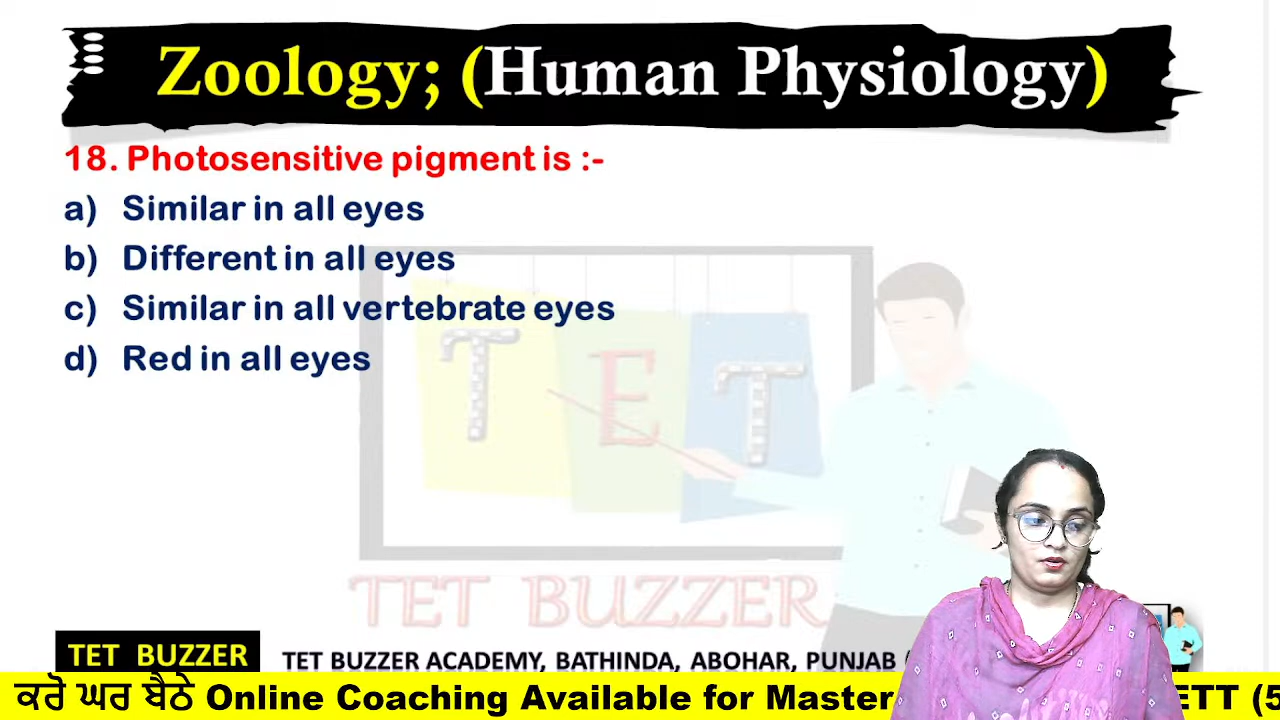 Zoology; (Human Physiology)
18. Photosensitive pigment is :-
a) Similar in all eyes
b) Different in all eyes
c) Similar in all vertebrate eyes
d) Red in all eyes
T E T
TET BUZZER
TET BUZZER
TET BUZZER ACADEMY, BATHINDA, ABOHAR, PUNJAB (
ਕਰੋ ਘਰ ਬੈਠੇ Online Coaching Available for Master ETT (5